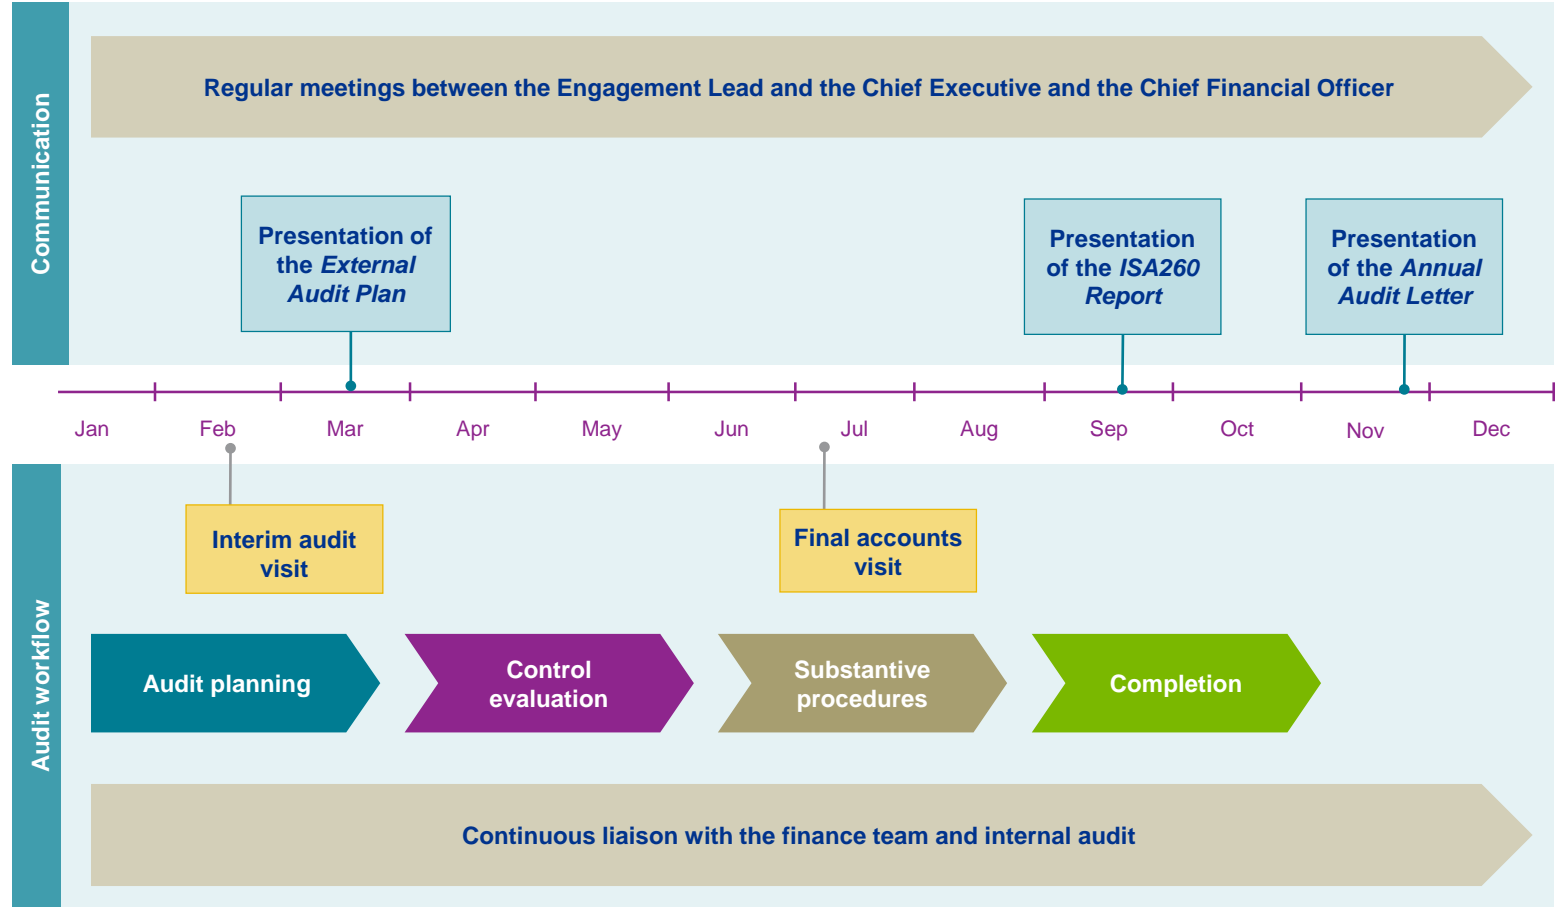 Communication
Regular meetings between the Engagement Lead and the Chief Executive and the Chief Financial Officer
Presentation of
the External
Audit Plan
Presentation
of the ISA260
Report
Presentation
of the Annual
Audit Letter
Jan Feb Mar Apr May Jun Jul Aug Sep Oct Nov Dec
Audit workflow
Interim audit
visit
Final accounts
visit
Audit planning
Control
evaluation
Substantive
procedures
Completion
Continuous liaison with the finance team and internal audit